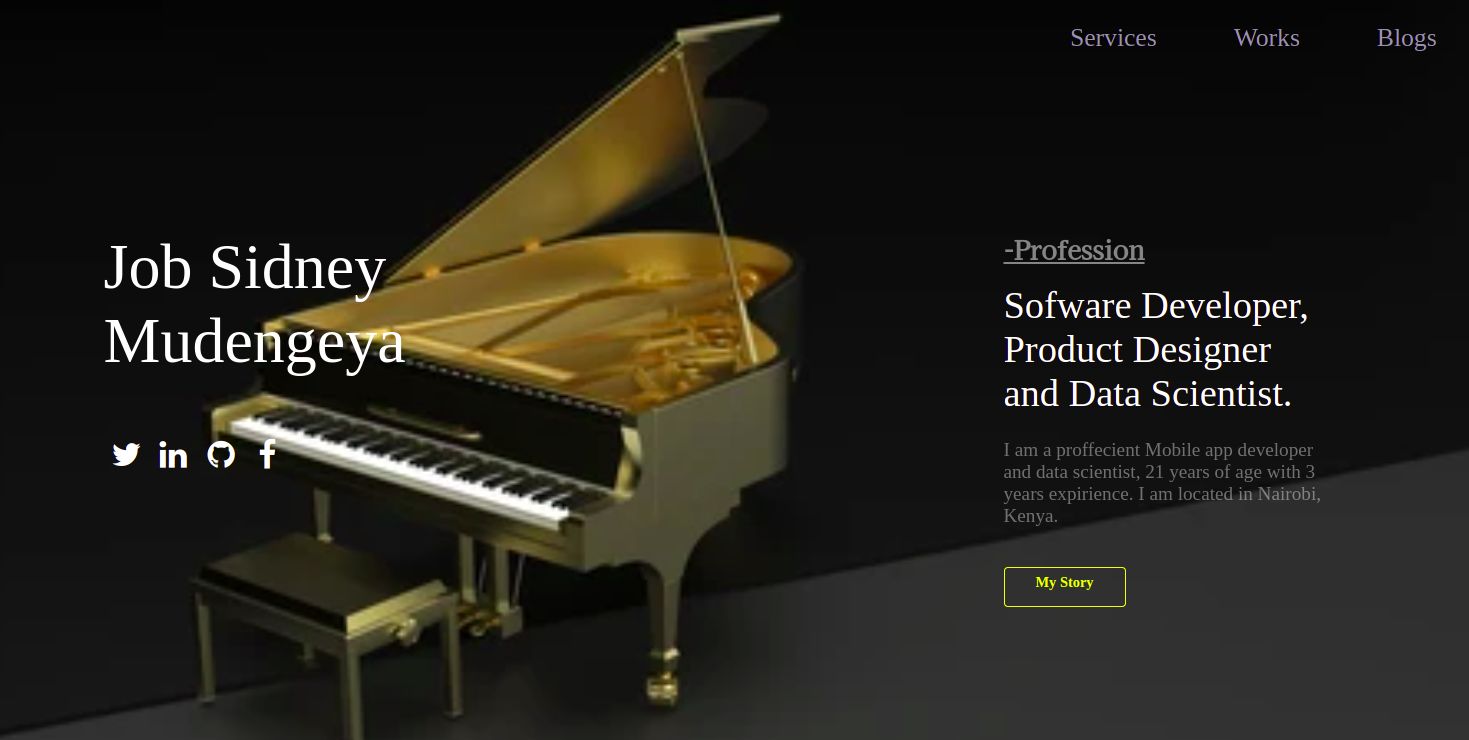 Services Works Blogs
Job Sidney
Mudengeya
-Profession
Sofware Developer,
Product Designer
and Data Scientist.
I am a proffecient Mobile app developer
and data scientist, 21 years of age with 3
years expirience. I am located in Nairobi,
Kenya.
My Story